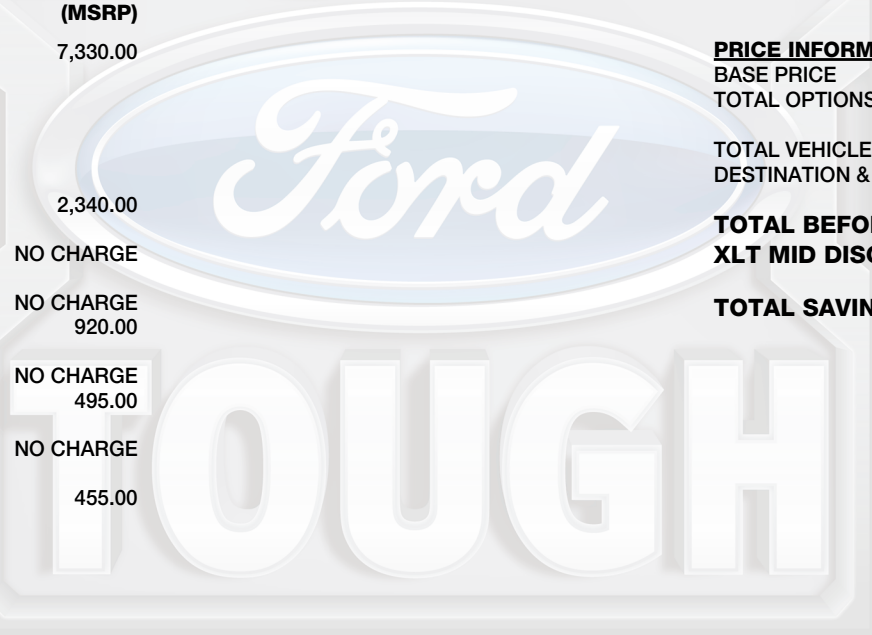 (MSRP)
7,330.00
2,340.00
NO CHARGE
NO CHARGE
920.00
NO CHARGE
495.00
NO CHARGE
455.00
PRICE INFORM
BASE PRICE
TOTAL OPTIONS
TOTAL VEHICLE
DESTINATION &
TOTAL BEFO
XLT MID DISC
TOTAL SAVIN
Ford
TOUGH